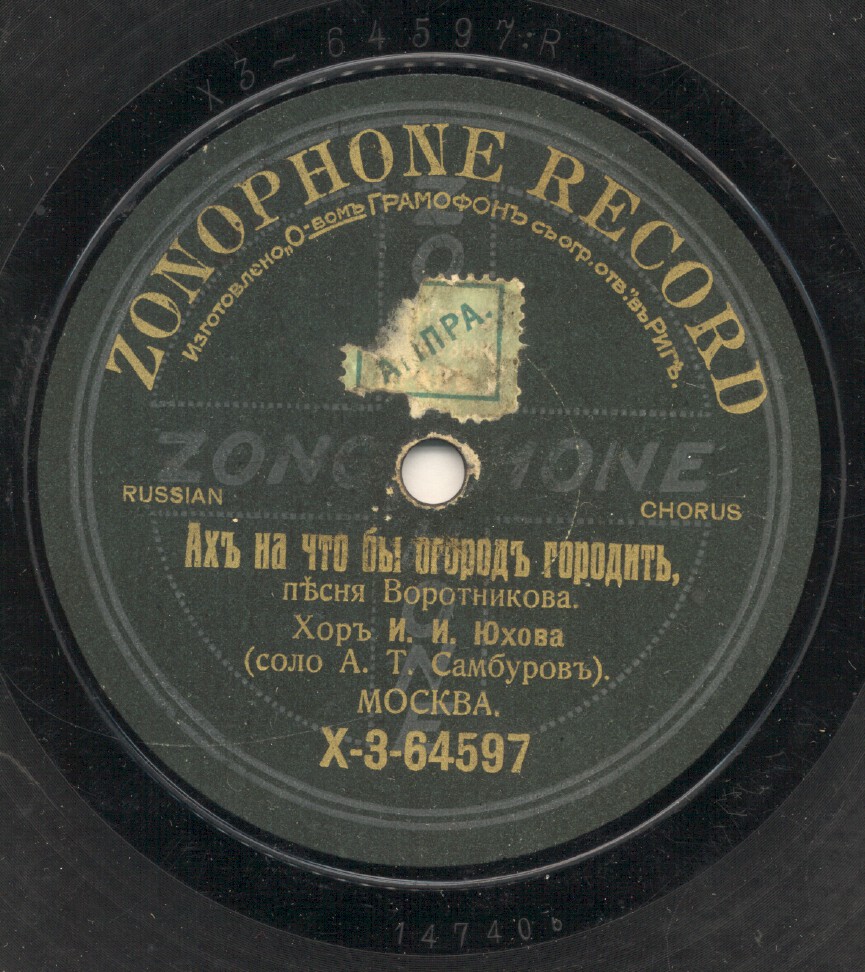 X 3 - 64597.R
ZONOPHONE RECORD
Изготовлено „О-вомъ ГРАМОФОНЪ съ огр. отв.” въ Ригѣ.
ПРА.
ZONOPHONE
RUSSIAN
CHORUS
Ахъ на что бы огородъ городить,
пѣсня Воротникова.
Хоръ И. И. Юхова
(соло А. Т. Самбуровъ).
МОСКВА.
X-3-64597
14740